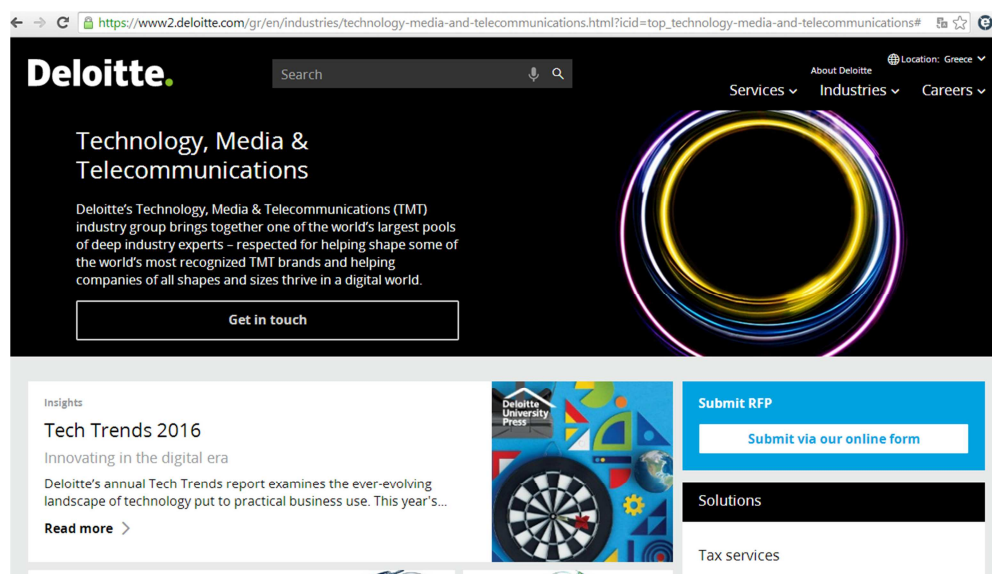 https://www2.deloitte.com/gr/en/industries/technology-media-and-telecommunications.html?icid=top_technology-media-and-telecommunications#
Deloitte.
Search
Location: Greece
About Deloitte
Services
Industries
Careers
Technology, Media &
Telecommunications
Deloitte’s Technology, Media & Telecommunications (TMT)
industry group brings together one of the world’s largest pools
of deep industry experts – respected for helping shape some of
the world’s most recognized TMT brands and helping
companies of all shapes and sizes thrive in a digital world.
Get in touch
Insights
Tech Trends 2016
Innovating in the digital era
Deloitte’s annual Tech Trends report examines the ever-evolving
landscape of technology put to practical business use. This year's...
Read more
Deloitte
University
Press
Submit RFP
Submit via our online form
Solutions
Tax services